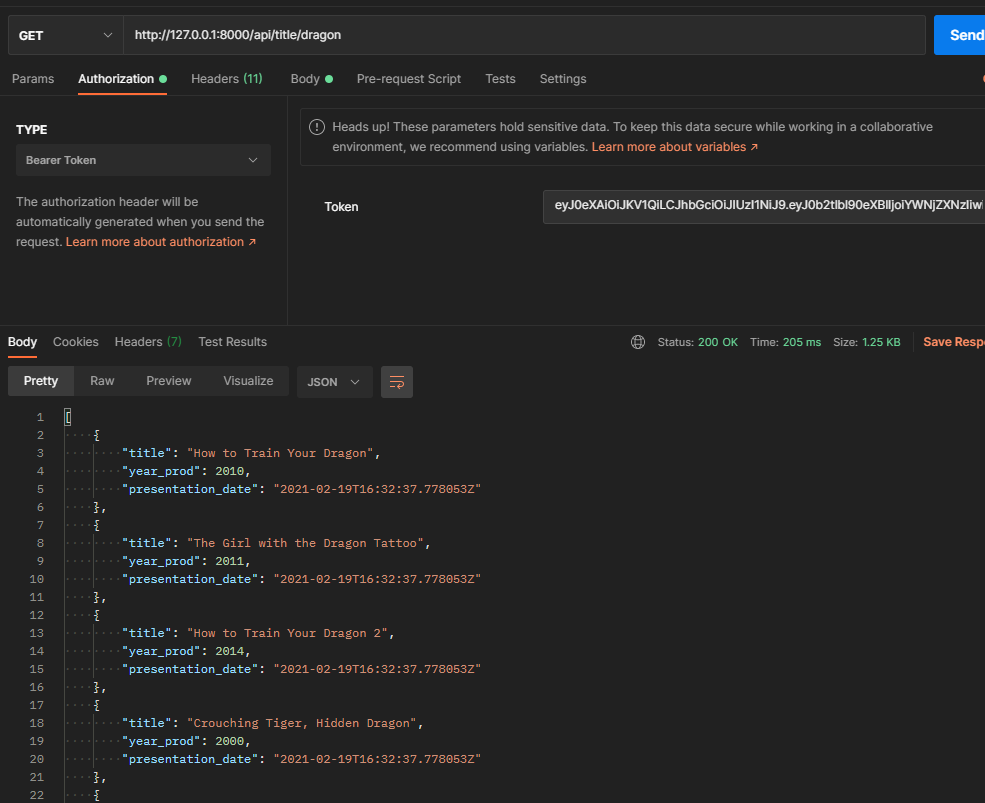 GET http://127.0.0.1:8000/api/title/dragon Send
Params Authorization Headers (11) Body Pre-request Script Tests Settings
TYPE
Bearer Token
The authorization header will be
automatically generated when you send the
request. Learn more about authorization ↗
Heads up! These parameters hold sensitive data. To keep this data secure while working in a collaborative
environment, we recommend using variables. Learn more about variables ↗
Token
Body Cookies Headers (7) Test Results Status: 200 OK Time: 205 ms Size: 1.25 KB Save Resp
Pretty Raw Preview Visualize JSON
1 [
2 {
3 "title": "How to Train Your Dragon",
4 "year_prod": 2010,
5 "presentation_date": "2021-02-19T16:32:37.778053Z"
6 },
7 {
8 "title": "The Girl with the Dragon Tattoo",
9 "year_prod": 2011,
10 "presentation_date": "2021-02-19T16:32:37.778053Z"
11 },
12 {
13 "title": "How to Train Your Dragon 2",
14 "year_prod": 2014,
15 "presentation_date": "2021-02-19T16:32:37.778053Z"
16 },
17 {
18 "title": "Crouching Tiger, Hidden Dragon",
19 "year_prod": 2000,
20 "presentation_date": "2021-02-19T16:32:37.778053Z"
21 },
22 {